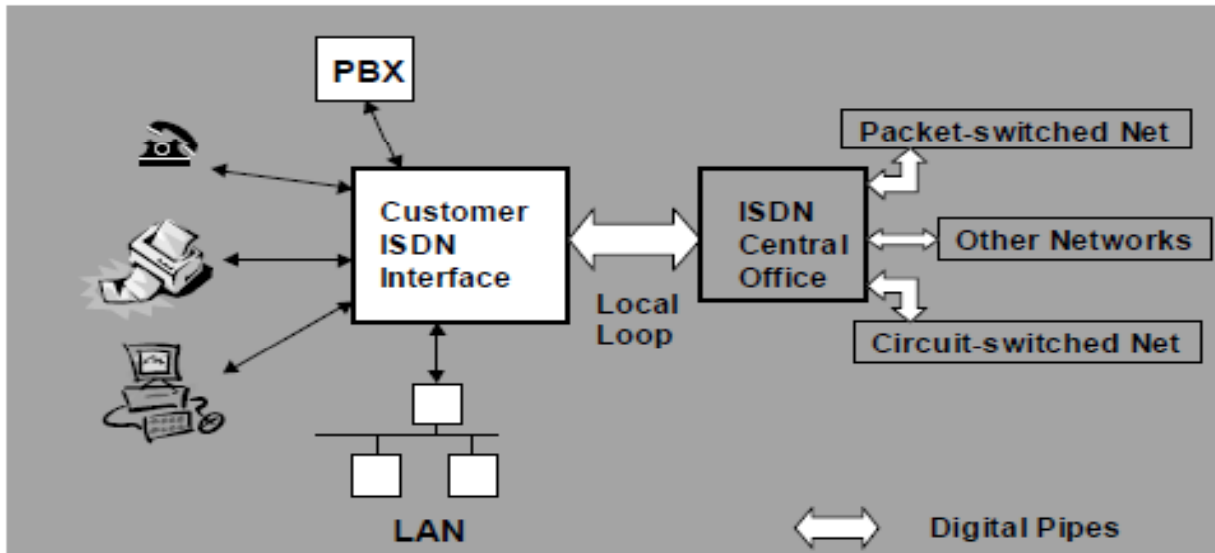 PBX
Packet-switched Net
Customer
ISDN
Interface
ISDN
Central
Office
Other Networks
Local
Loop
Circuit-switched Net
LAN
Digital Pipes